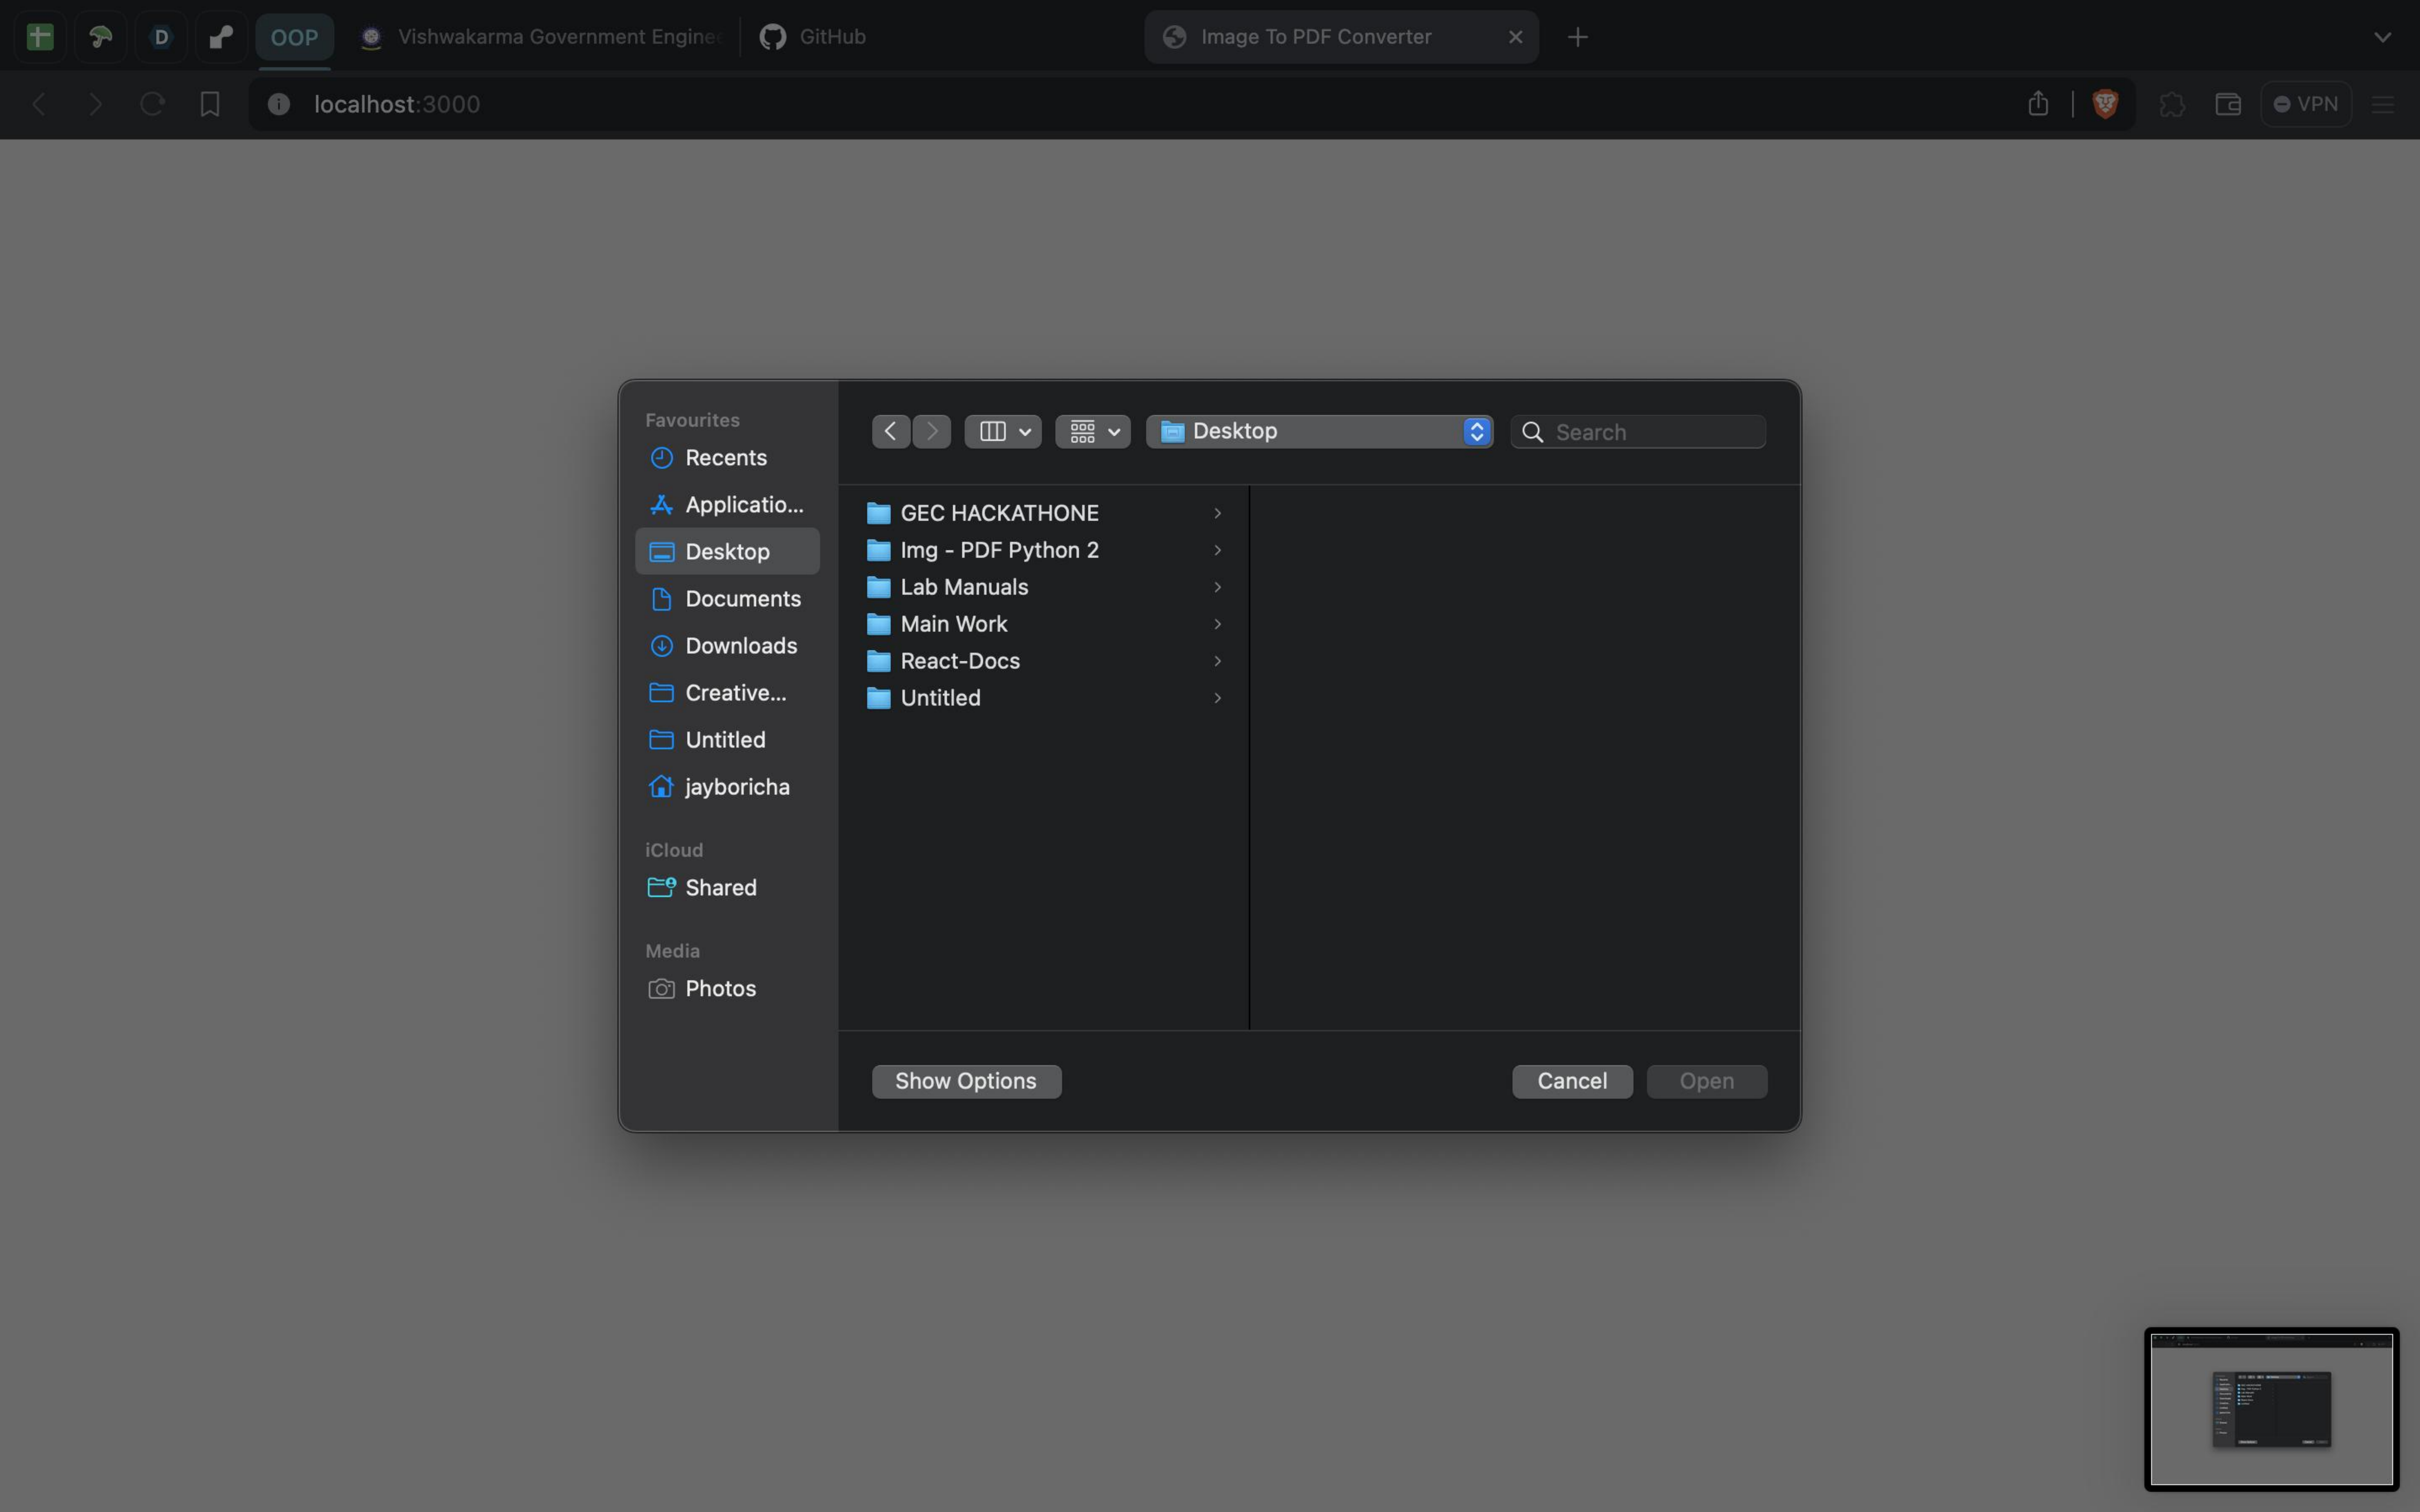 OOP Vishwakarma Government Enginee GitHub Image To PDF Converter
D
localhost:3000 VPN
Favourites
Recents
Applicatio...
Desktop
Documents
Downloads
Creative...
Untitled
jayboricha
iCloud
Shared
Media
Photos
Desktop
Search
GEC HACKATHONE
Img - PDF Python 2
Lab Manuals
Main Work
React-Docs
Untitled
Show Options
Cancel
Open